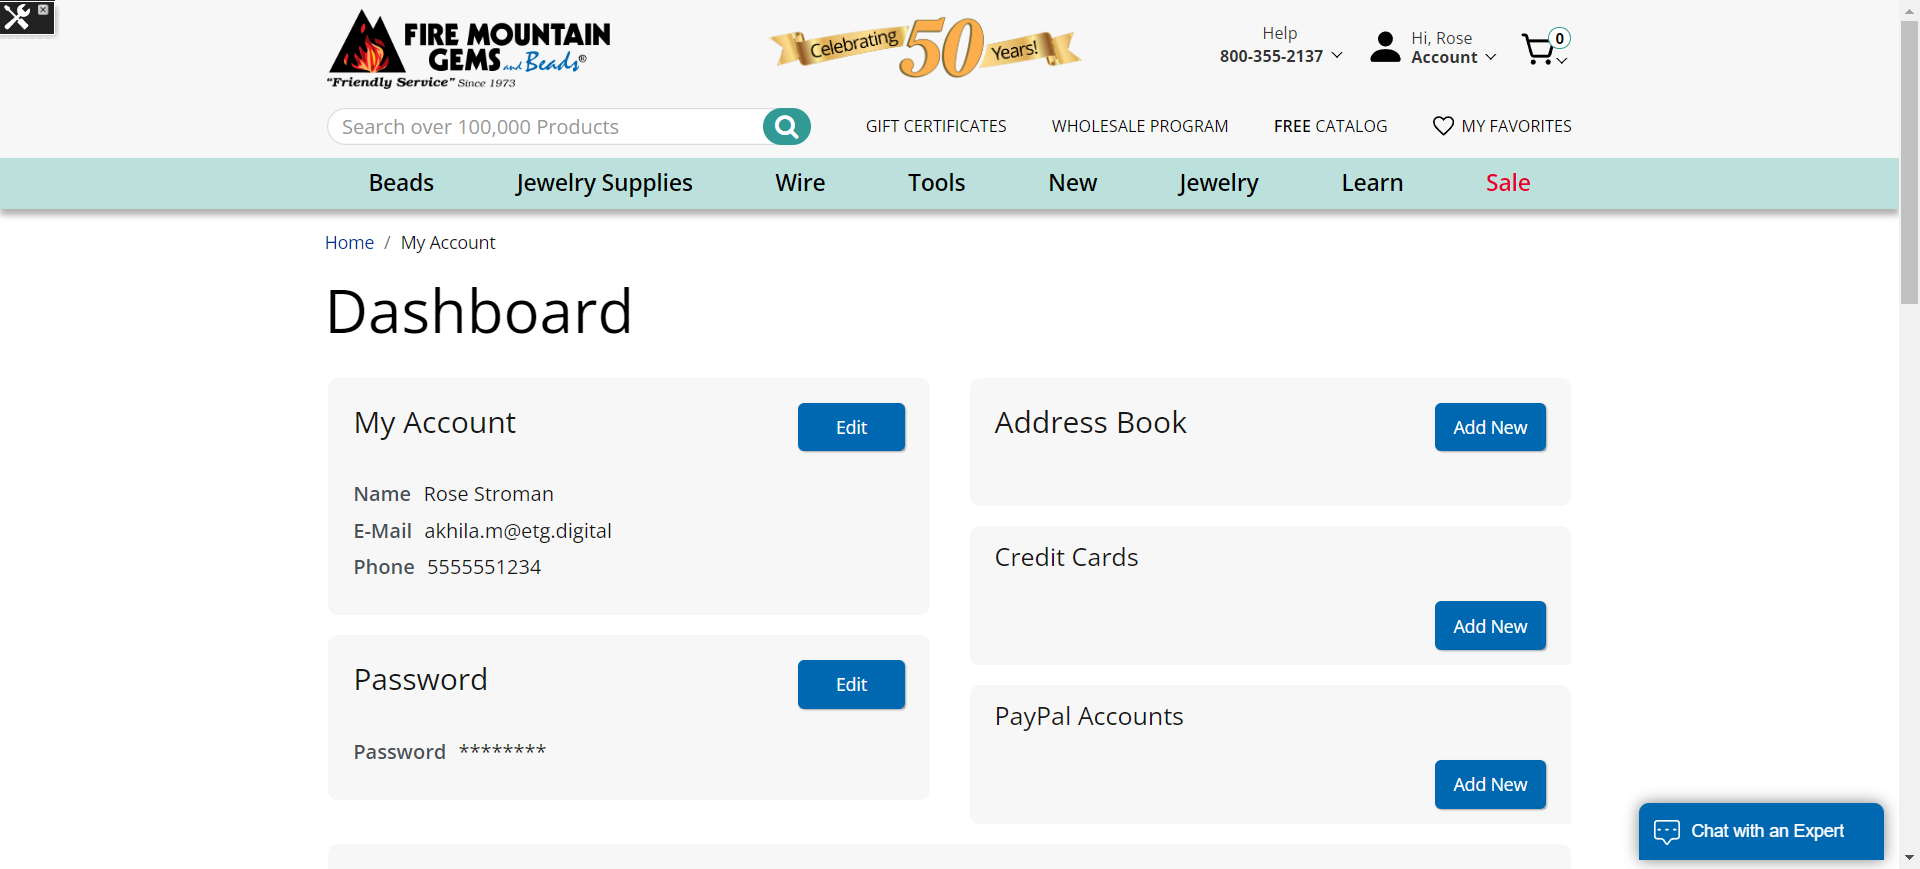 FIRE MOUNTAIN
GEMS and Beads®
"Friendly Service" Since 1973
Celebrating 50 Years!
Help
800-355-2137
Hi, Rose
Account
0
Search over 100,000 Products
GIFT CERTIFICATES
WHOLESALE PROGRAM
FREE CATALOG
MY FAVORITES
Beads
Jewelry Supplies
Wire
Tools
New
Jewelry
Learn
Sale
Home / My Account
Dashboard
My Account
Edit
Name Rose Stroman
E-Mail akhila.m@etg.digital
Phone 5555551234
Password
Edit
Password ********
Address Book
Add New
Credit Cards
Add New
PayPal Accounts
Add New
Chat with an Expert